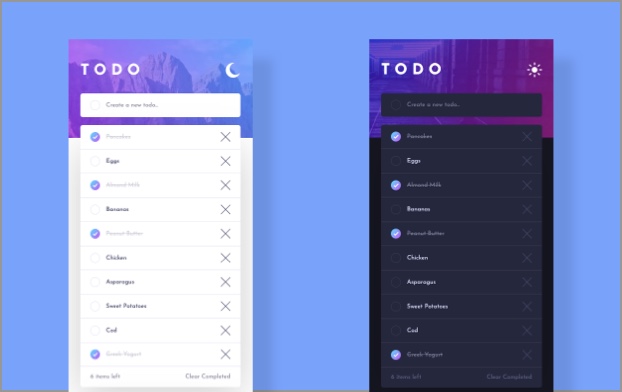 TODO
Create a new todo..
Pancakes
Eggs
Almond Milk
Bananas
Peanut Butter
Chicken
Asparagus
Sweet Potatoes
Cod
Greek Yogurt
6 items left Clear Completed
TODO
Create a new todo..
Pancakes
Eggs
Almond Milk
Bananas
Peanut Butter
Chicken
Asparagus
Sweet Potatoes
Cod
Greek Yogurt
6 items left Clear Completed